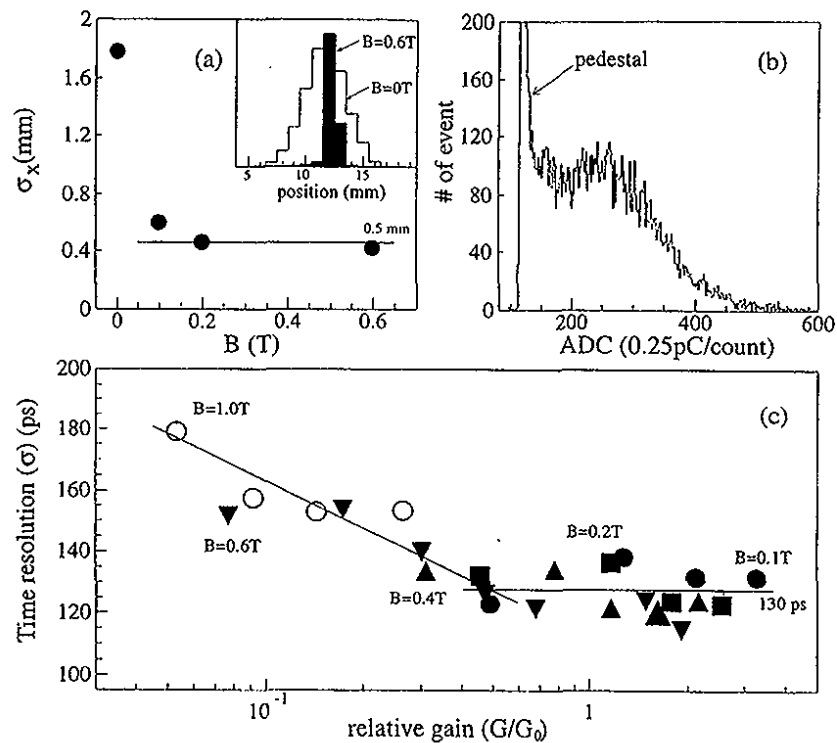 2
1.6
1.2
0.8
0.4
0
σX(mm)
(a)
B=0.6T
B=0T
5 10 15
position (mm)
0.5 mm
0 0.2 0.4 0.6
B (T)
200
160
120
80
40
0
# of event
pedestal
(b)
200 400 600
ADC (0.25pC/count)
200
180
160
140
120
100
Time resolution (σ) (ps)
(c)
B=1.0T
B=0.6T
B=0.4T
B=0.2T
B=0.1T
130 ps
10⁻¹ 1
relative gain (G/G₀)